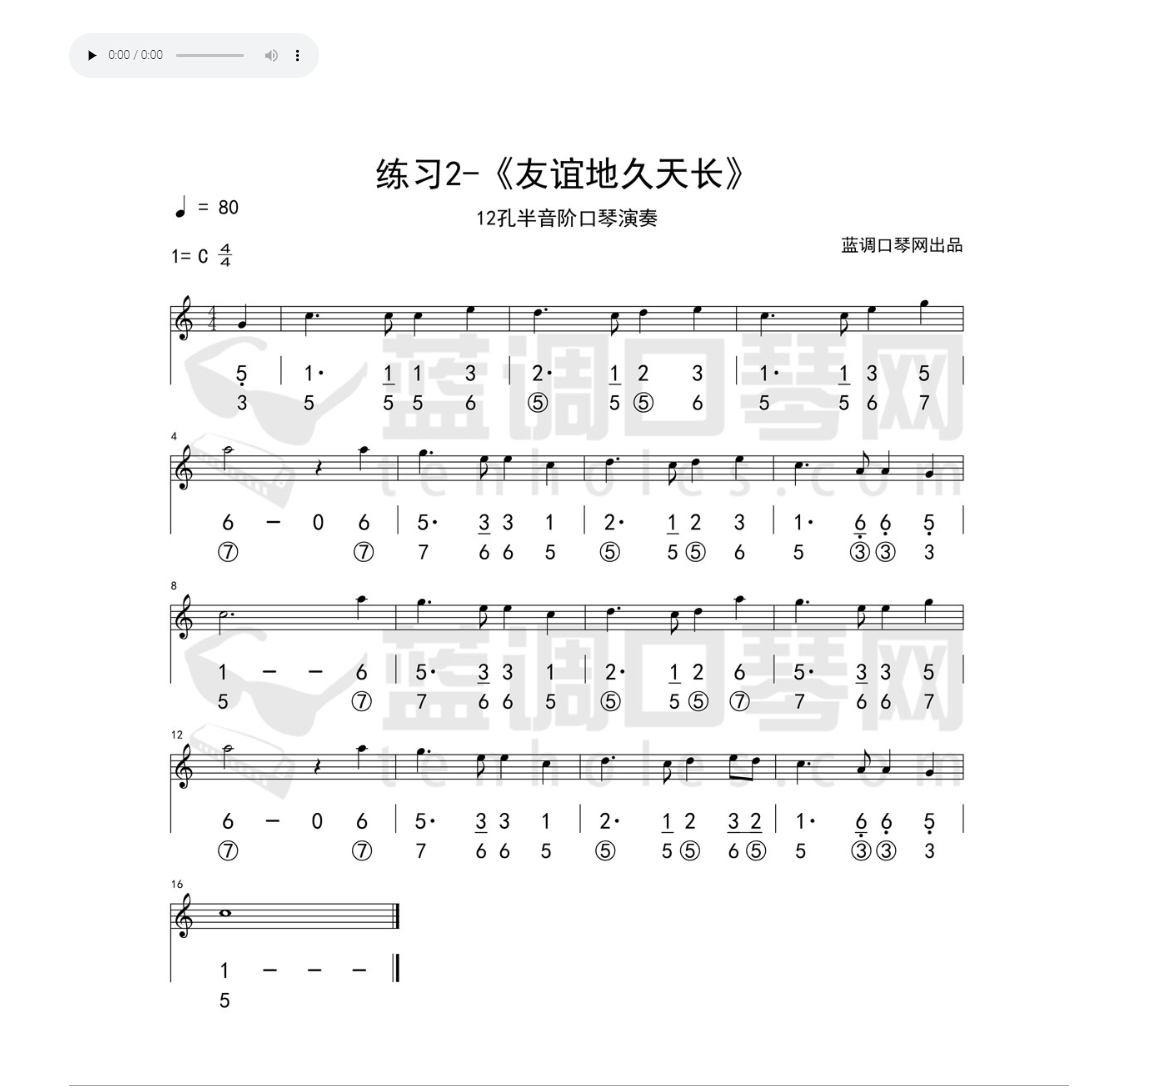 0:00 / 0:00
练习2-《友谊地久天长》
= 80
12孔半音阶口琴演奏
蓝调口琴网出品
1= C 4/4
5 | 1· 1 1 3 | 2· 1 2 3 | 1· 1 3 5 |
3 5 5 5 6 ⑤ 5 ⑤ 6 5 5 6 7
4
6 － 0 6 | 5· 3 3 1 | 2· 1 2 3 | 1· 6 6 5 |
⑦ ⑦ 7 6 6 5 ⑤ 5 ⑤ 6 5 ③ ③ 3
8
1 － － 6 | 5· 3 3 1 | 2· 1 2 6 | 5· 3 3 5 |
5 ⑦ 7 6 6 5 ⑤ 5 ⑤ ⑦ 7 6 6 7
12
6 － 0 6 | 5· 3 3 1 | 2· 1 2 3 2 | 1· 6 6 5 |
⑦ ⑦ 7 6 6 5 ⑤ 5 ⑤ 6 ⑤ 5 ③ ③ 3
16
1 － － －
5
蓝调口琴网
tenholes.com
蓝调口琴网
tenholes.com